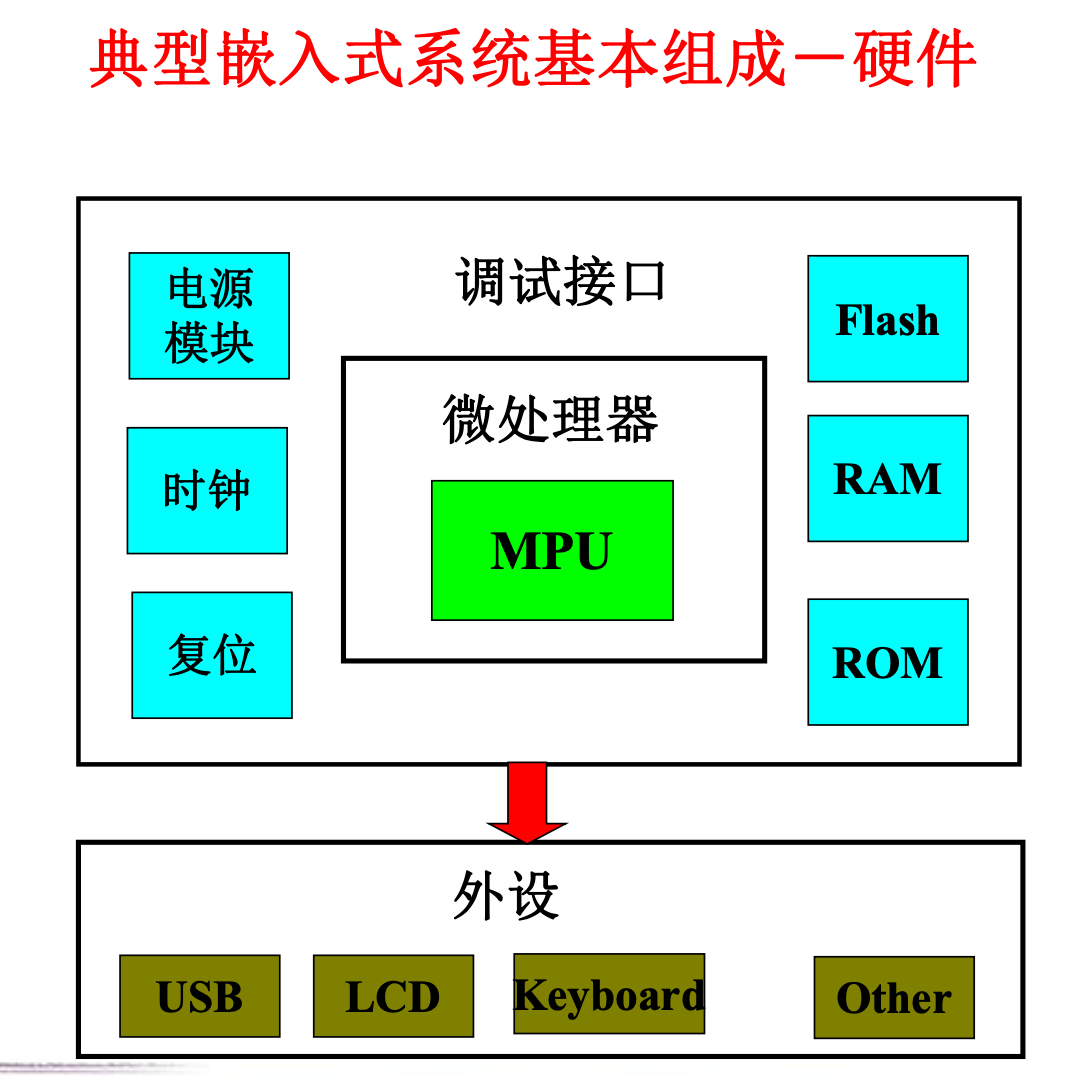 典型嵌入式系统基本组成－硬件
电源
模块
调试接口
Flash
微处理器
时钟
MPU
RAM
复位
ROM
外设
USB
LCD
Keyboard
Other